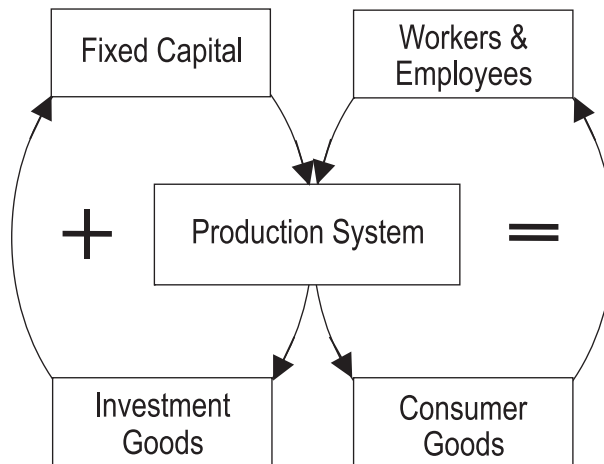 Fixed Capital
Workers &
Employees
+
Production System
=
Investment
Goods
Consumer
Goods